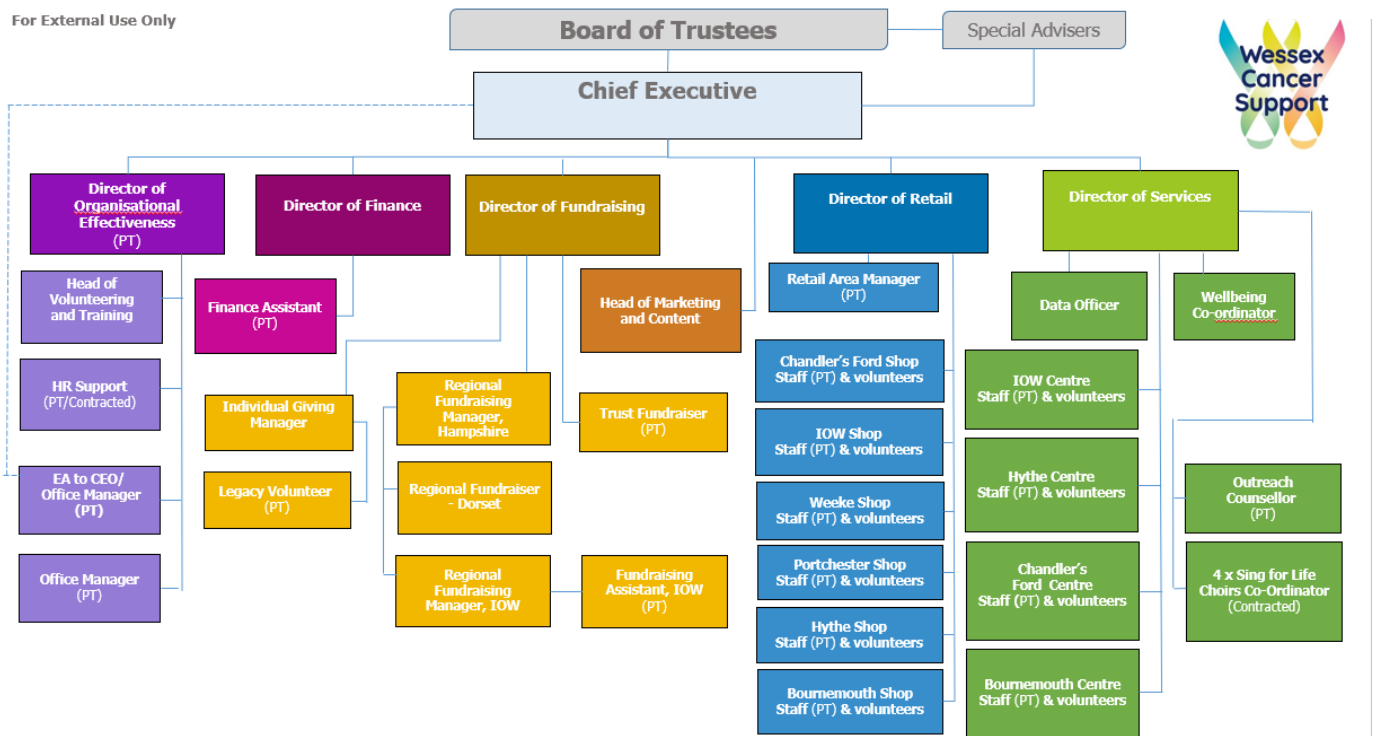 For External Use Only
Board of Trustees
Special Advisers
Wessex
Cancer
Support
Chief Executive
Director of
Organisational
Effectiveness
(PT)
Director of Finance
Director of Fundraising
Director of Retail
Director of Services
Head of
Volunteering
and Training
HR Support
(PT/Contracted)
EA to CEO/
Office Manager
(PT)
Office Manager
(PT)
Finance Assistant
(PT)
Individual Giving
Manager
Legacy Volunteer
(PT)
Regional
Fundraising
Manager,
Hampshire
Regional Fundraiser
- Dorset
Regional
Fundraising
Manager, IOW
Trust Fundraiser
(PT)
Fundraising
Assistant, IOW
(PT)
Head of Marketing
and Content
Retail Area Manager
(PT)
Chandler's Ford Shop
Staff (PT) & volunteers
IOW Shop
Staff (PT) & volunteers
Weeke Shop
Staff (PT) & volunteers
Portchester Shop
Staff (PT) & volunteers
Hythe Shop
Staff (PT) & volunteers
Bournemouth Shop
Staff (PT) & volunteers
Data Officer
Wellbeing
Co-ordinator
IOW Centre
Staff (PT) & volunteers
Hythe Centre
Staff (PT) & volunteers
Chandler's
Ford Centre
Staff (PT) & volunteers
Bournemouth Centre
Staff (PT) & volunteers
Outreach
Counsellor
(PT)
4 x Sing for Life
Choirs Co-Ordinator
(Contracted)